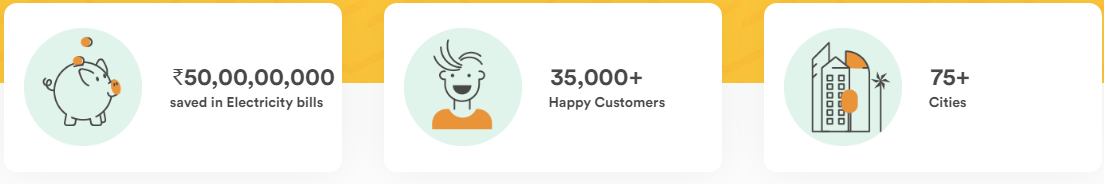 ₹50,00,00,000
saved in Electricity bills
35,000+
Happy Customers
75+
Cities